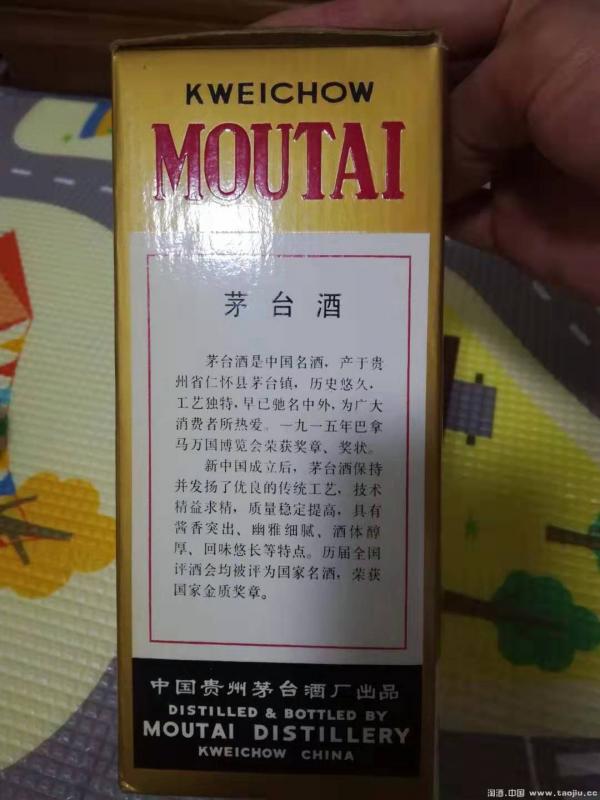 KWEICHOW
MOUTAI
茅台酒
茅台酒是中国名酒，产于贵
州省仁怀县茅台镇，历史悠久，
工艺独特，早已驰名中外，为广大
消费者所热爱。一九一五年巴拿
马万国博览会荣获奖章、奖状。
新中国成立后，茅台酒保持
并发扬了优良的传统工艺，技术
精益求精，质量稳定提高，具有
酱香突出、幽雅细腻、酒体醇
厚、回味悠长等特点。历届全国
评酒会均被评为国家名酒，荣获
国家金质奖章。
中国贵州茅台酒厂出品
DISTILLED & BOTTLED BY
MOUTAI DISTILLERY
KWEICHOW CHINA
淘酒.中国 www.taojiu.cc